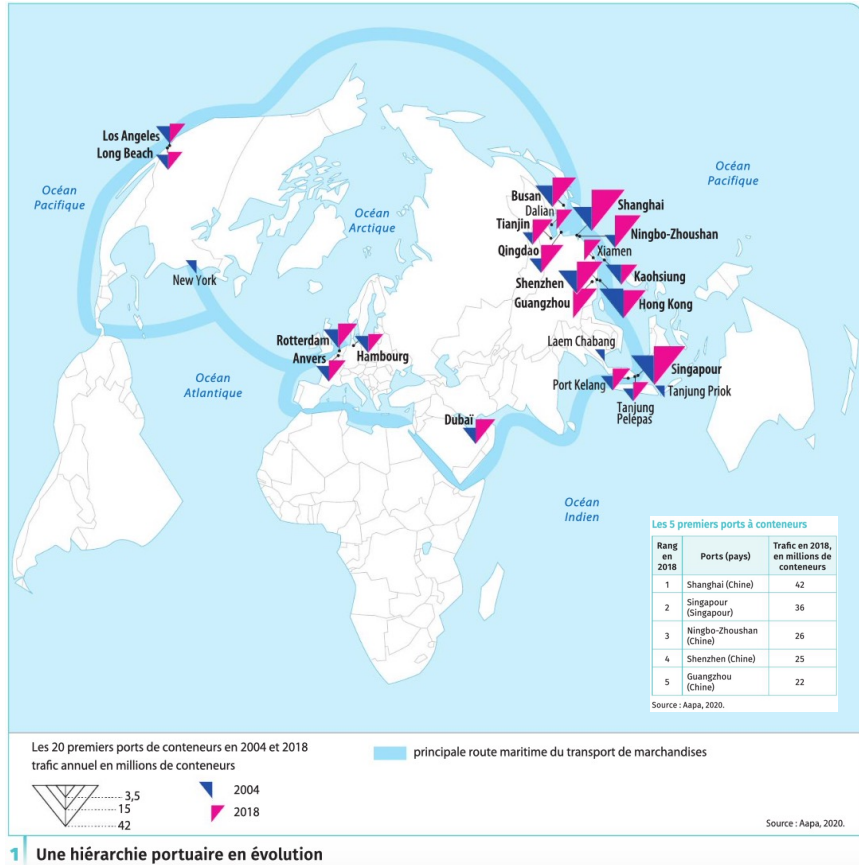 Los Angeles
Long Beach
Océan
Pacifique
New York
Océan
Arctique
Océan
Atlantique
Rotterdam
Anvers
Hambourg
Dubaï
Busan
Dalian
Tianjin
Qingdao
Shenzhen
Guangzhou
Shanghai
Ningbo-Zhoushan
Xiamen
Kaohsiung
Hong Kong
Océan
Pacifique
Laem Chabang
Port Kelang
Tanjung
Pelepas
Singapour
Tanjung Priok
Océan
Indien
Les 5 premiers ports à conteneurs
Rang
en
2018
Ports (pays)
Trafic en 2018,
en millions de
conteneurs
1 Shanghai (Chine) 42
2 Singapour
(Singapour) 36
3 Ningbo-Zhoushan
(Chine) 26
4 Shenzhen (Chine) 25
5 Guangzhou
(Chine) 22
Source : Aapa, 2020.
Les 20 premiers ports de conteneurs en 2004 et 2018
trafic annuel en millions de conteneurs
3,5
15
42
2004
2018
principale route maritime du transport de marchandises
Source : Aapa, 2020.
1 Une hiérarchie portuaire en évolution